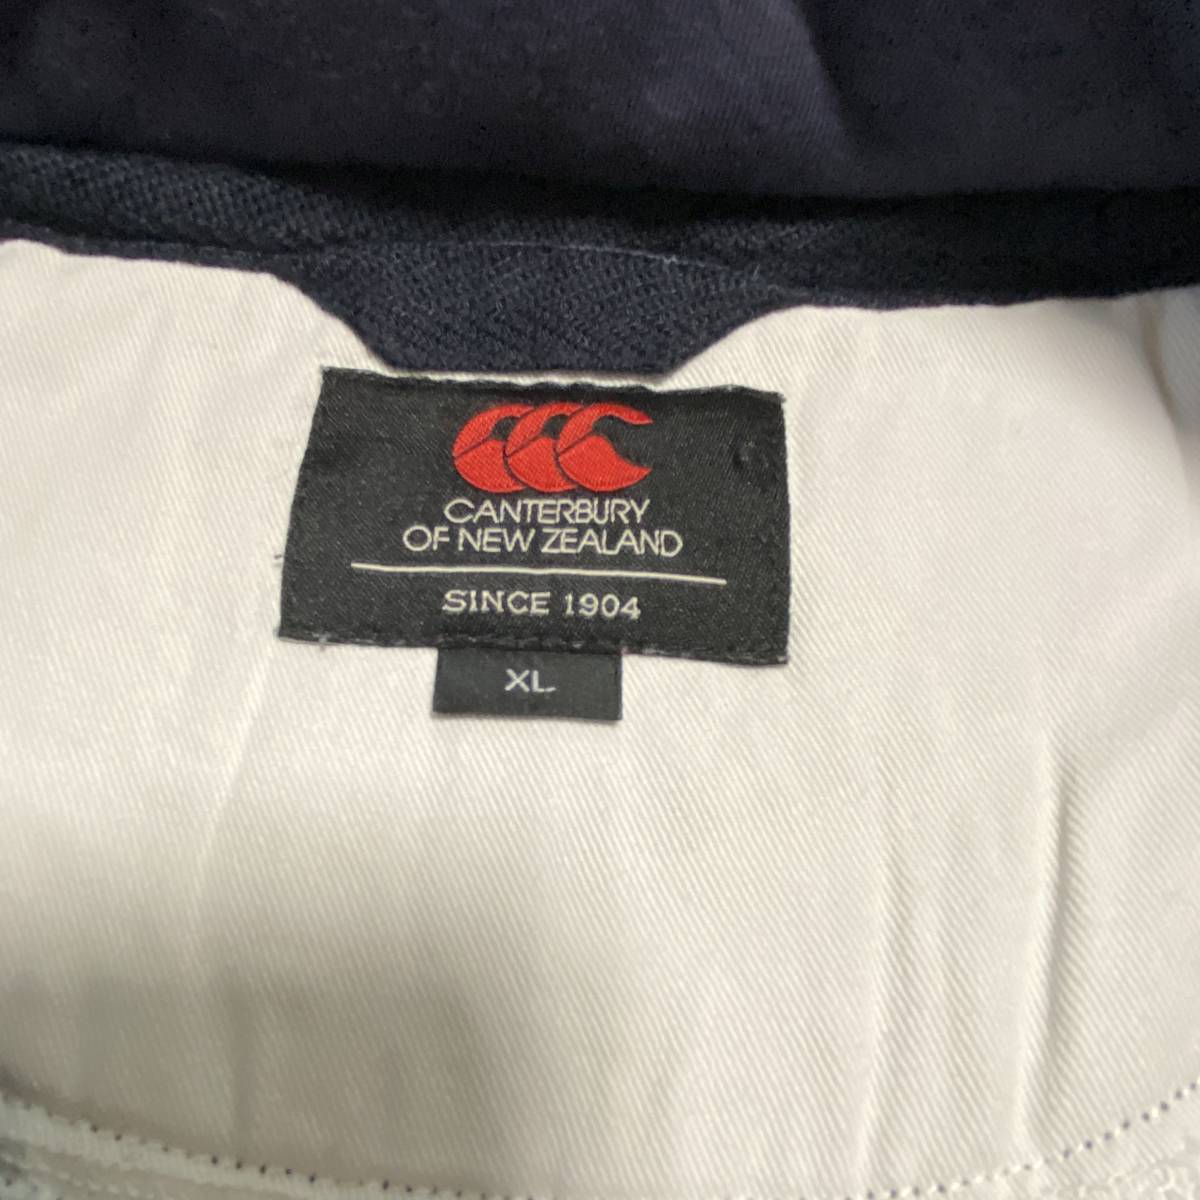 CANTERBURY
OF NEW ZEALAND
SINCE 1904
XL